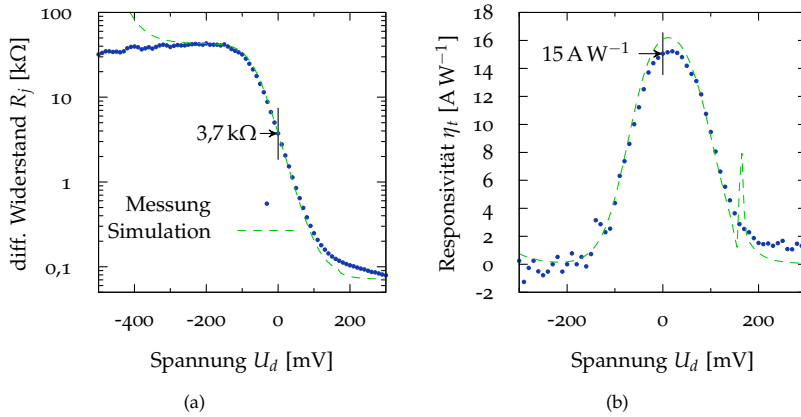 diff. Widerstand R_j [kΩ]
100
10
1
0,1
3,7 kΩ
Messung
Simulation
-400
-200
0
200
Spannung U_d [mV]
(a)
Responsivität η_t [A W⁻¹]
18
16
14
12
10
8
6
4
2
0
-2
15 A W⁻¹
-200
0
200
Spannung U_d [mV]
(b)